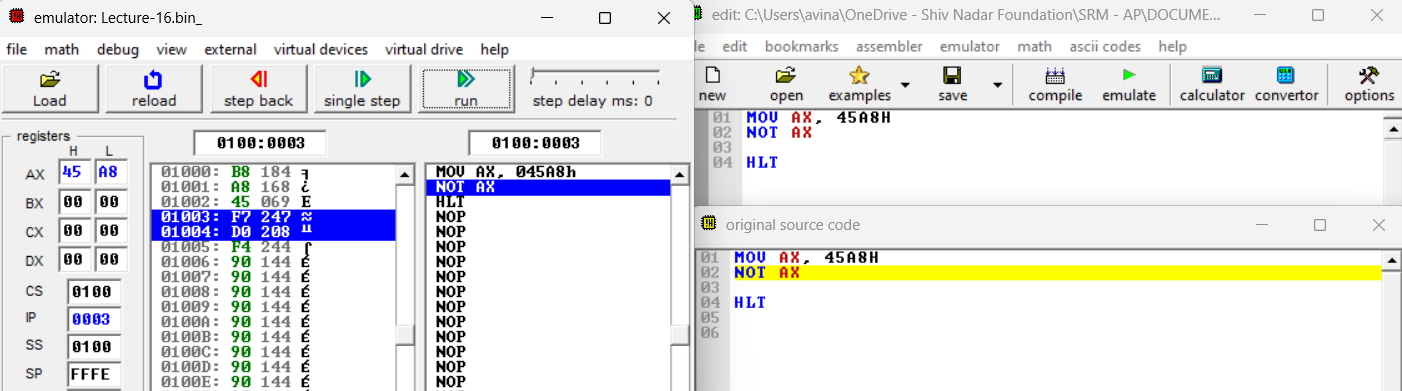 emulator: Lecture-16.bin_
file math debug view external virtual devices virtual drive help
Load reload step back single step run step delay ms: 0
registers
H L
AX 45 A8
BX 00 00
CX 00 00
DX 00 00
CS 0100
IP 0003
SS 0100
SP FFFE
0100:0003
01000: B8 184 ╕
01001: A8 168 ¿
01002: 45 069 E
01003: F7 247 ≈
01004: D0 208 ╨
01005: F4 244 ⌠
01006: 90 144 É
01007: 90 144 É
01008: 90 144 É
01009: 90 144 É
0100A: 90 144 É
0100B: 90 144 É
0100C: 90 144 É
0100D: 90 144 É
0100E: 90 144 É
0100:0003
MOV AX, 045A8h
NOT AX
HLT
NOP
NOP
NOP
NOP
NOP
NOP
NOP
NOP
NOP
NOP
NOP
NOP
edit: C:\Users\avina\OneDrive - Shiv Nadar Foundation\SRM - AP\DOCUME...
le edit bookmarks assembler emulator math ascii codes help
new open examples save compile emulate calculator convertor options
01 MOV AX, 45A8H
02 NOT AX
03
04 HLT
original source code
01 MOV AX, 45A8H
02 NOT AX
03
04 HLT
05
06